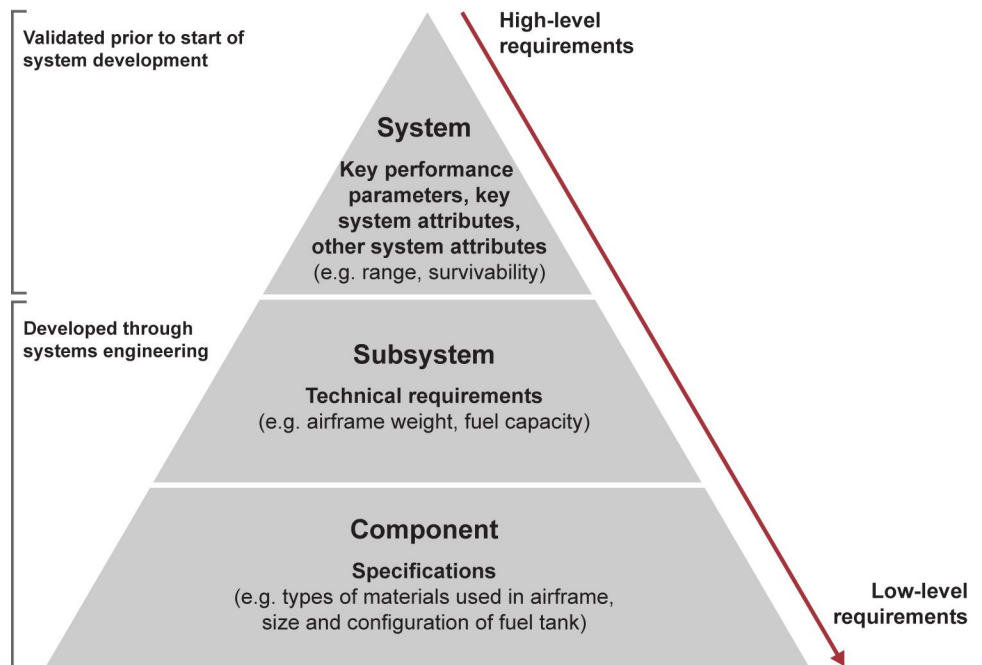 Validated prior to start of
system development
High-level
requirements
System
Key performance
parameters, key
system attributes,
other system attributes
(e.g. range, survivability)
Developed through
systems engineering
Subsystem
Technical requirements
(e.g. airframe weight, fuel capacity)
Component
Specifications
(e.g. types of materials used in airframe,
size and configuration of fuel tank)
Low-level
requirements